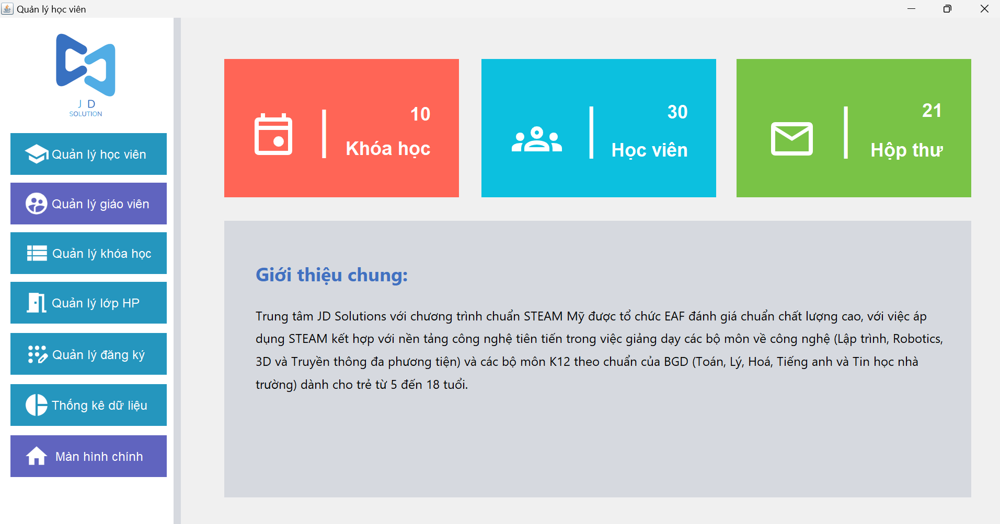 Quản lý học viên
J D
SOLUTION
Quản lý học viên
Quản lý giáo viên
Quản lý khóa học
Quản lý lớp HP
Quản lý đăng ký
Thống kê dữ liệu
Màn hình chính
10
Khóa học
30
Học viên
21
Hộp thư
Giới thiệu chung:
Trung tâm JD Solutions với chương trình chuẩn STEAM Mỹ được tổ chức EAF đánh giá chuẩn chất lượng cao, với việc áp
dụng STEAM kết hợp với nền tảng công nghệ tiên tiến trong việc giảng dạy các bộ môn về công nghệ (Lập trình, Robotics,
3D và Truyền thông đa phương tiện) và các bộ môn K12 theo chuẩn của BGD (Toán, Lý, Hoá, Tiếng anh và Tin học nhà
trường) dành cho trẻ từ 5 đến 18 tuổi.